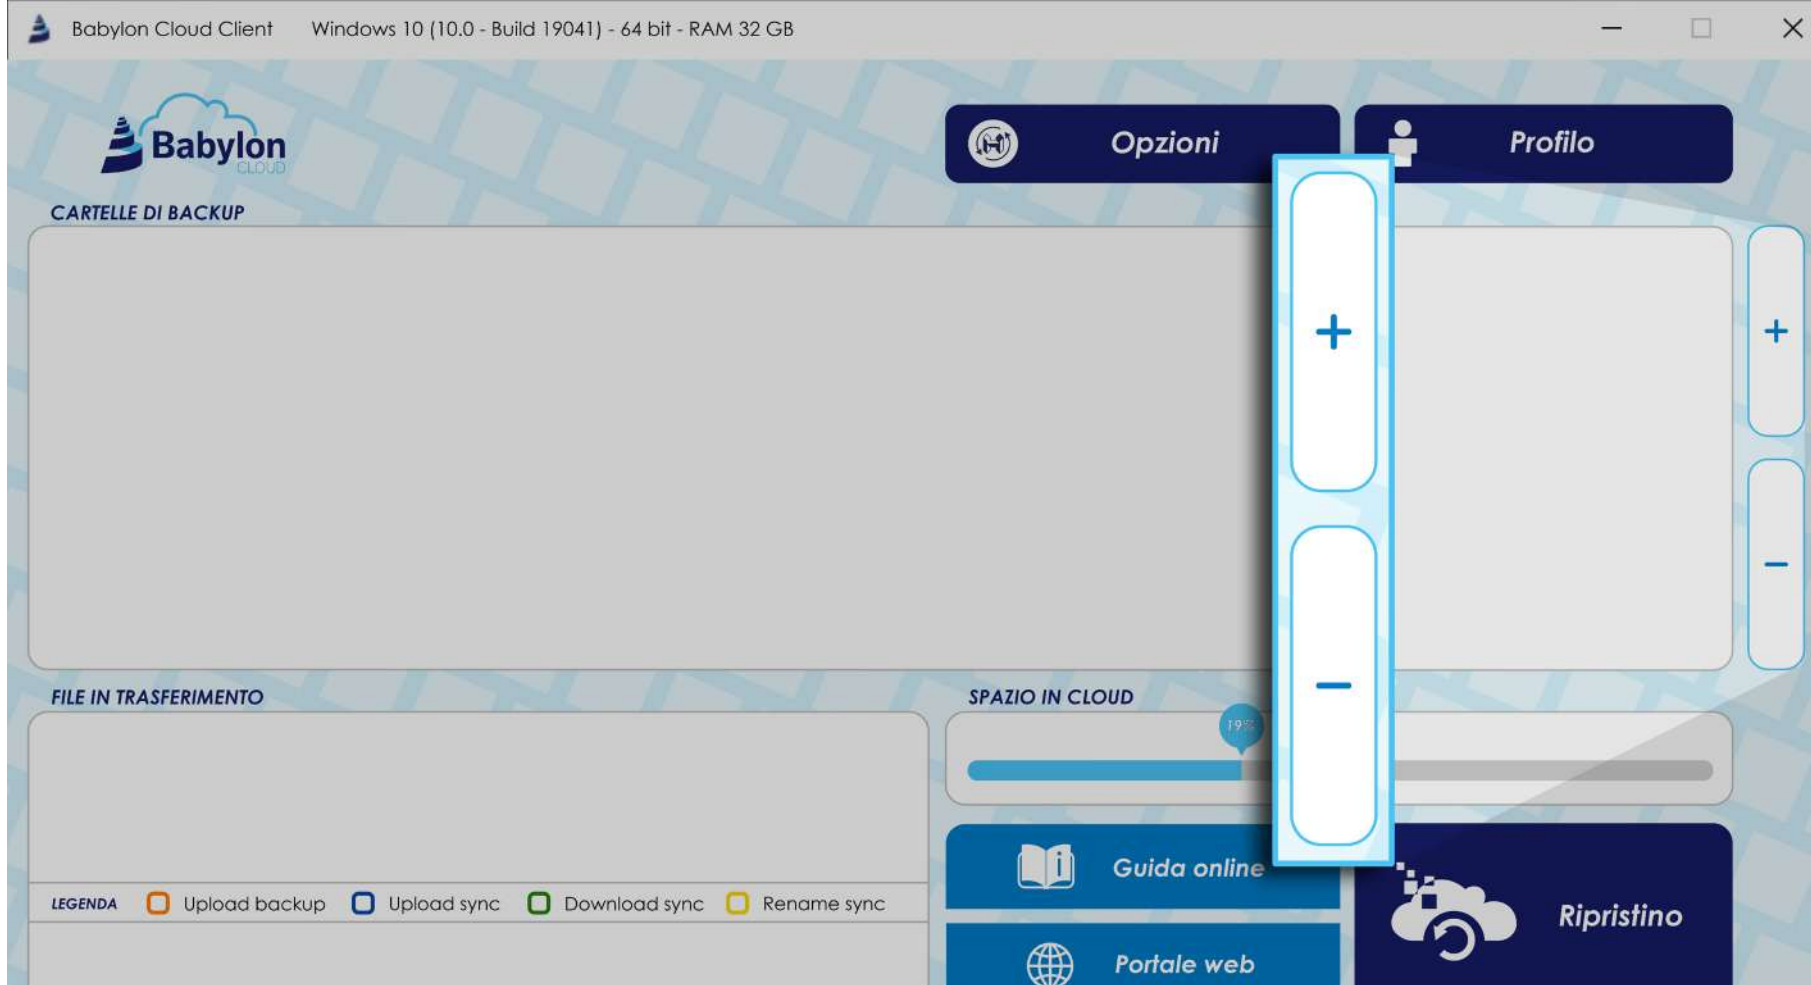 Babylon Cloud Client Windows 10 (10.0 - Build 19041) - 64 bit - RAM 32 GB
Babylon
CLOUD
Opzioni
Profilo
CARTELLE DI BACKUP
+
+
−
−
FILE IN TRASFERIMENTO
SPAZIO IN CLOUD
19%
Guida online
LEGENDA Upload backup Upload sync Download sync Rename sync
Ripristino
Portale web